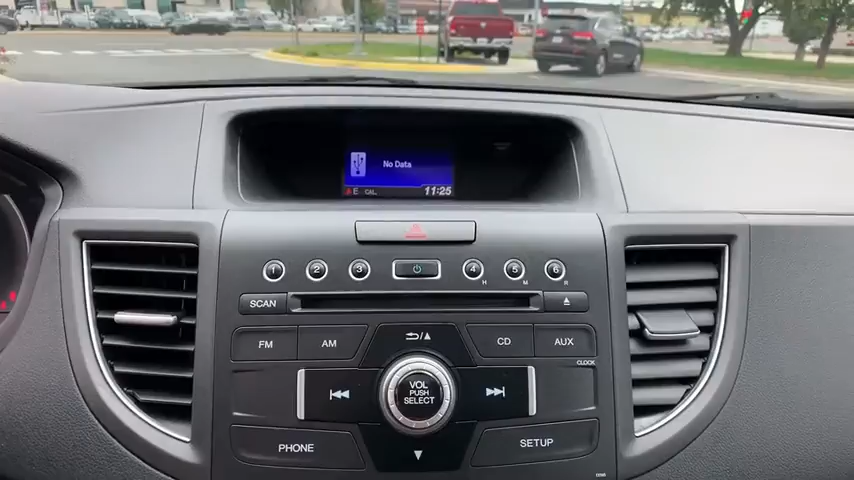 No Data
E CAL.
11:25
1 2 3 4 5 6
H M R
SCAN
FM AM CD AUX
CLOCK
VOL
PUSH
SELECT
PHONE SETUP